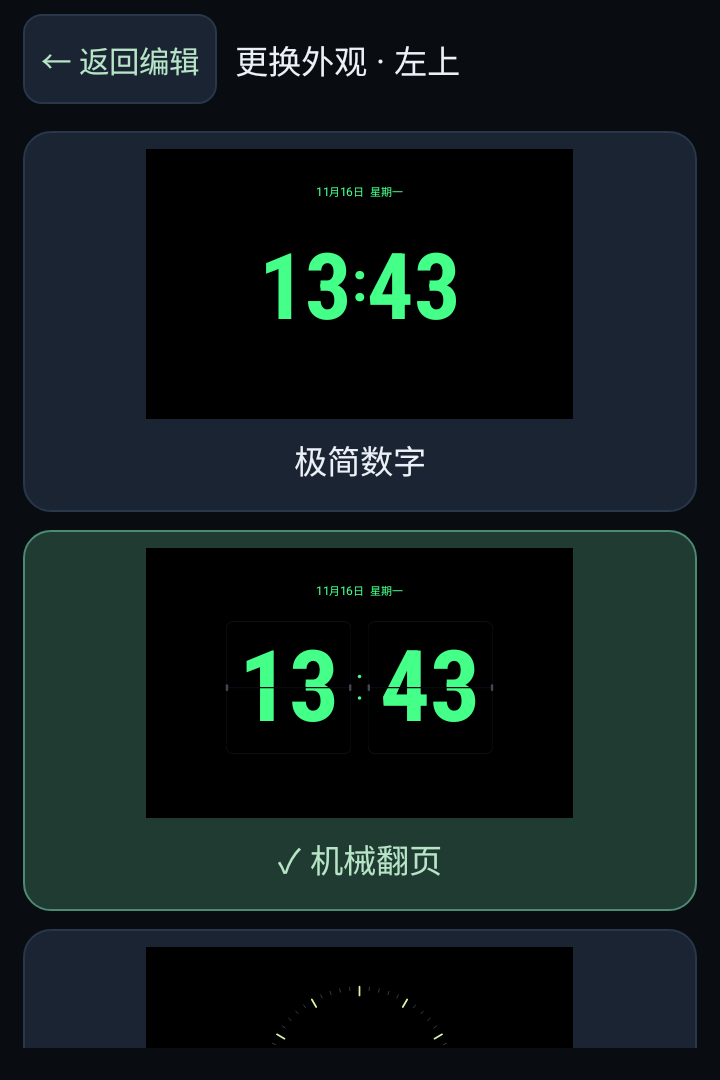 ← 返回编辑
更换外观 · 左上
11月16日 星期一
13:43
极简数字
11月16日 星期一
13:43
✓ 机械翻页